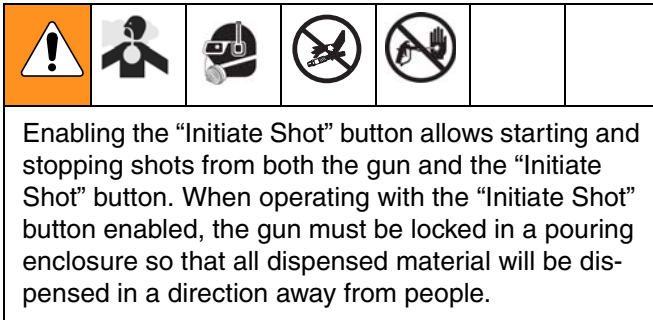 Enabling the “Initiate Shot” button allows starting and
stopping shots from both the gun and the “Initiate
Shot” button. When operating with the “Initiate Shot”
button enabled, the gun must be locked in a pouring
enclosure so that all dispensed material will be dis-
pensed in a direction away from people.